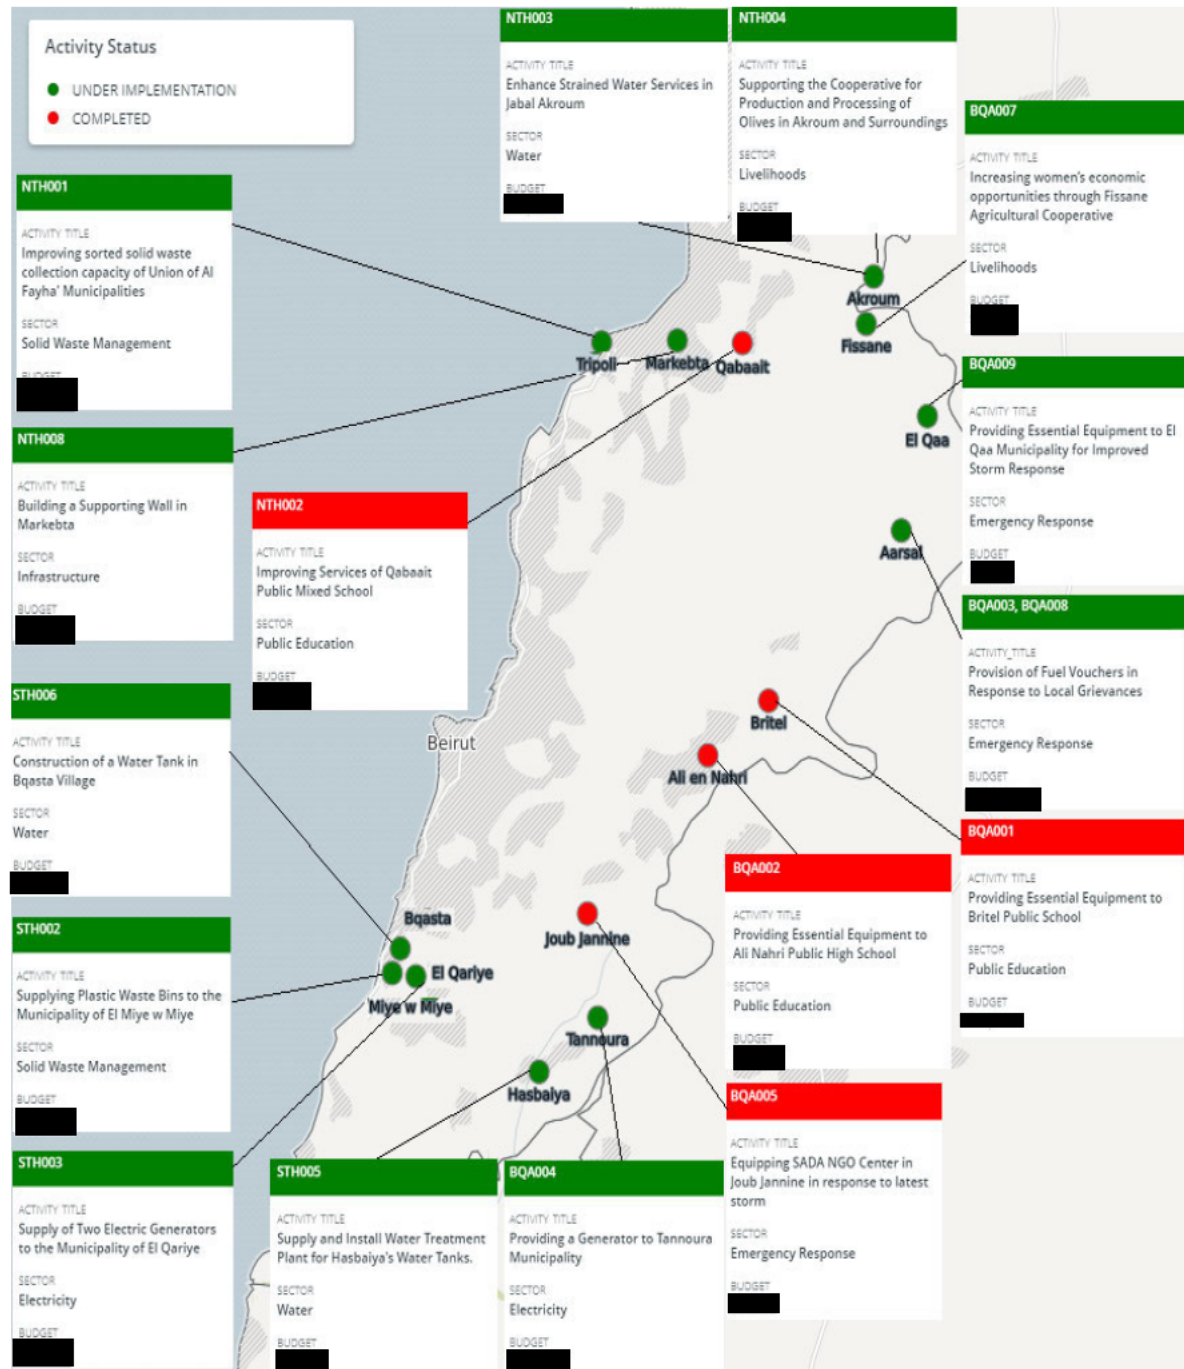 Activity Status
UNDER IMPLEMENTATION
COMPLETED
NTH003
ACTIVITY TITLE
Enhance Strained Water Services in
Jabal Akroum
SECTOR
Water
BUDGET
NTH004
ACTIVITY TITLE
Supporting the Cooperative for
Production and Processing of
Olives in Akroum and Surroundings
SECTOR
Livelihoods
BUDGET
BQA007
ACTIVITY TITLE
Increasing women's economic
opportunities through Fissane
Agricultural Cooperative
SECTOR
Livelihoods
BUDGET
NTH001
ACTIVITY TITLE
Improving sorted solid waste
collection capacity of Union of Al
Fayha' Municipalities
SECTOR
Solid Waste Management
BUDGET
Akroum
Fissane
Tripoli
Markebta
Qabaait
BQA009
ACTIVITY TITLE
Providing Essential Equipment to El
Qaa Municipality for Improved
Storm Response
SECTOR
Emergency Response
BUDGET
El Qaa
NTH008
ACTIVITY TITLE
Building a Supporting Wall in
Markebta
SECTOR
Infrastructure
BUDGET
NTH002
ACTIVITY TITLE
Improving Services of Qabaait
Public Mixed School
SECTOR
Public Education
BUDGET
Aarsal
BQA003, BQA008
ACTIVITY_TITLE
Provision of Fuel Vouchers in
Response to Local Grievances
SECTOR
Emergency Response
BUDGET
STH006
ACTIVITY TITLE
Construction of a Water Tank in
Bqasta Village
SECTOR
Water
BUDGET
Beirut
Britel
Ali en Nahri
BQA001
ACTIVITY TITLE
Providing Essential Equipment to
Britel Public School
SECTOR
Public Education
BUDGET
BQA002
ACTIVITY TITLE
Providing Essential Equipment to
Ali Nahri Public High School
SECTOR
Public Education
BUDGET
STH002
ACTIVITY TITLE
Supplying Plastic Waste Bins to the
Municipality of El Miye w Miye
SECTOR
Solid Waste Management
BUDGET
Bqasta
El Qariye
Miye w Miye
Joub Jannine
Tannoura
Hasbaiya
BQA005
ACTIVITY TITLE
Equipping SADA NGO Center in
Joub Jannine in response to latest
storm
SECTOR
Emergency Response
BUDGET
STH003
ACTIVITY TITLE
Supply of Two Electric Generators
to the Municipality of El Qariye
SECTOR
Electricity
BUDGET
STH005
ACTIVITY TITLE
Supply and Install Water Treatment
Plant for Hasbaiya's Water Tanks.
SECTOR
Water
BUDGET
BQA004
ACTIVITY TITLE
Providing a Generator to Tannoura
Municipality
SECTOR
Electricity
BUDGET